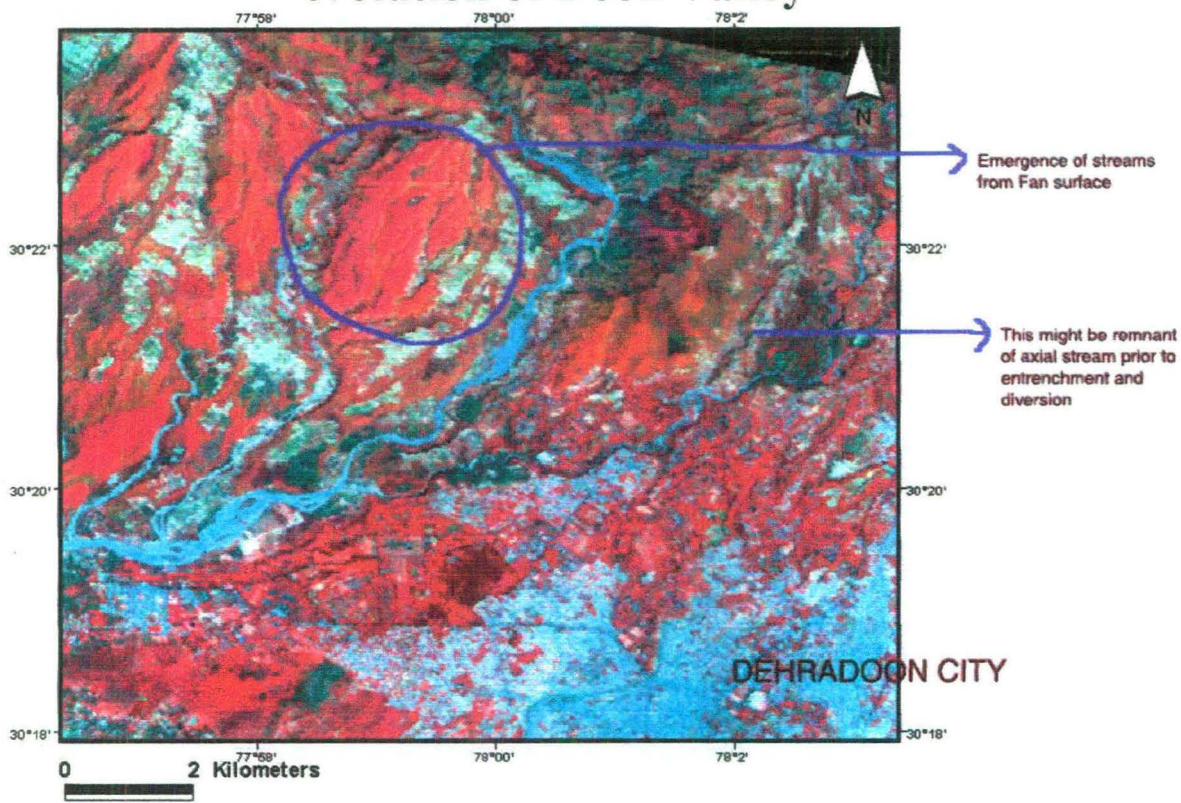 77°58' 78°00' 78°2'
N
Emergence of streams
from Fan surface
30°22' 30°22'
This might be remnant
of axial stream prior to
entrenchment and
diversion
30°20' 30°20'
DEHRADOON CITY
30°18' 30°18'
77°58' 78°00' 78°2'
0 2 Kilometers